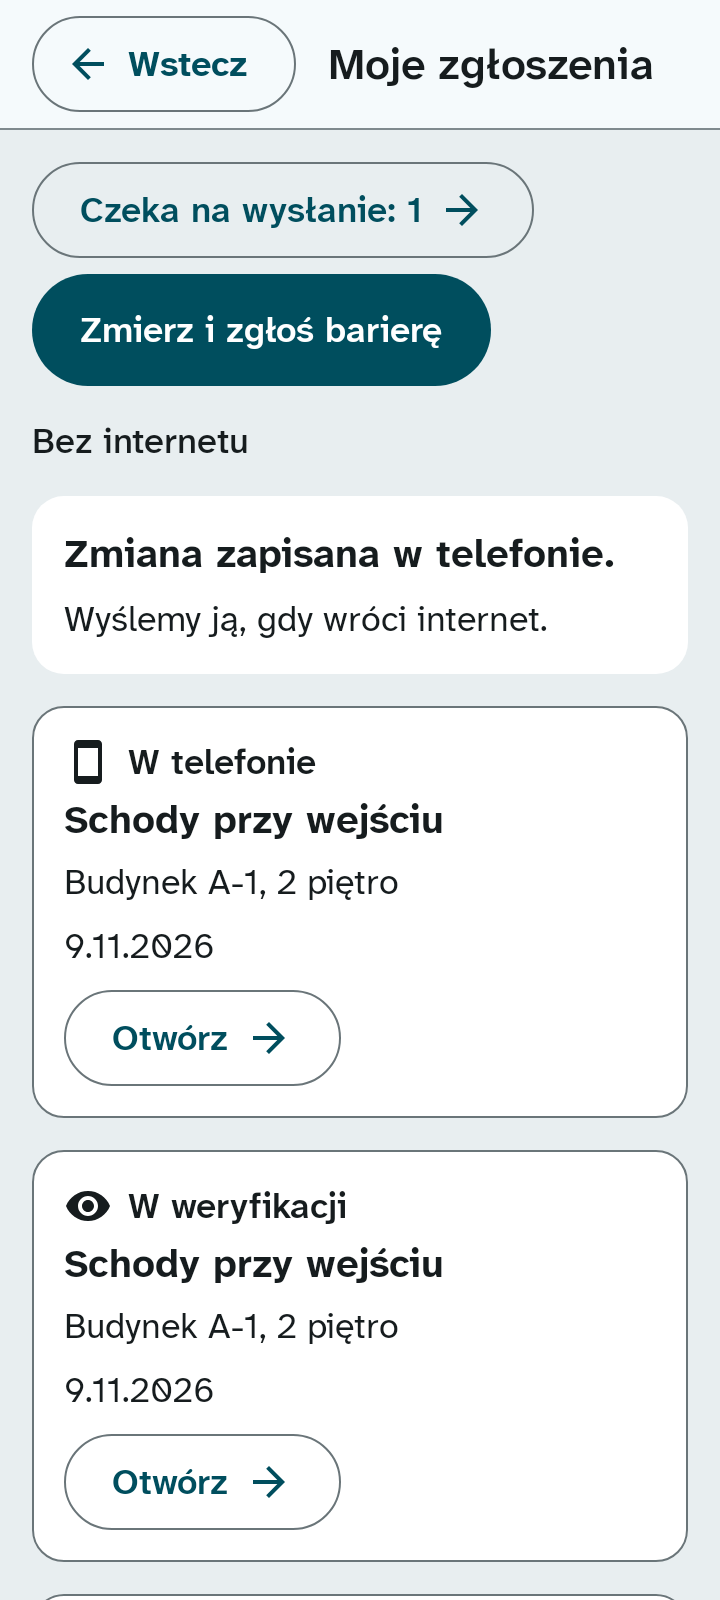 Wstecz
Moje zgłoszenia
Czeka na wysłanie: 1
Zmierz i zgłoś barierę
Bez internetu
Zmiana zapisana w telefonie.
Wyślemy ją, gdy wróci internet.
W telefonie
Schody przy wejściu
Budynek A-1, 2 piętro
9.11.2026
Otwórz
W weryfikacji
Schody przy wejściu
Budynek A-1, 2 piętro
9.11.2026
Otwórz